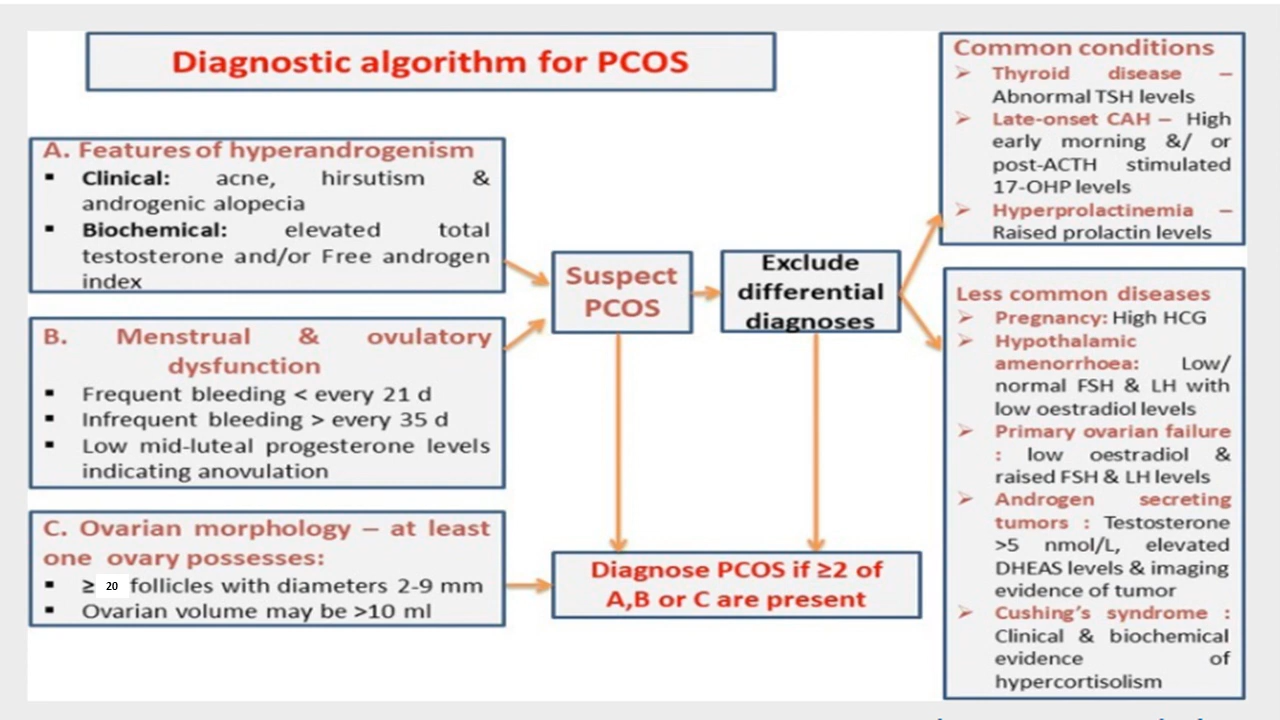 Diagnostic algorithm for PCOS
A. Features of hyperandrogenism
▪ Clinical: acne, hirsutism &
androgenic alopecia
▪ Biochemical: elevated total
testosterone and/or Free androgen
index
B. Menstrual & ovulatory
dysfunction
▪ Frequent bleeding < every 21 d
▪ Infrequent bleeding > every 35 d
▪ Low mid-luteal progesterone levels
indicating anovulation
C. Ovarian morphology – at least
one ovary possesses:
▪ ≥ 20 follicles with diameters 2-9 mm
▪ Ovarian volume may be >10 ml
Suspect
PCOS
Exclude
differential
diagnoses
Diagnose PCOS if ≥2 of
A,B or C are present
Common conditions
➢ Thyroid disease –
Abnormal TSH levels
➢ Late-onset CAH – High
early morning &/ or
post-ACTH stimulated
17-OHP levels
➢ Hyperprolactinemia –
Raised prolactin levels
Less common diseases
➢ Pregnancy: High HCG
➢ Hypothalamic
amenorrhoea: Low/
normal FSH & LH with
low oestradiol levels
➢ Primary ovarian failure
: low oestradiol &
raised FSH & LH levels
➢ Androgen secreting
tumors : Testosterone
>5 nmol/L, elevated
DHEAS levels & imaging
evidence of tumor
➢ Cushing's syndrome :
Clinical & biochemical
evidence of
hypercortisolism